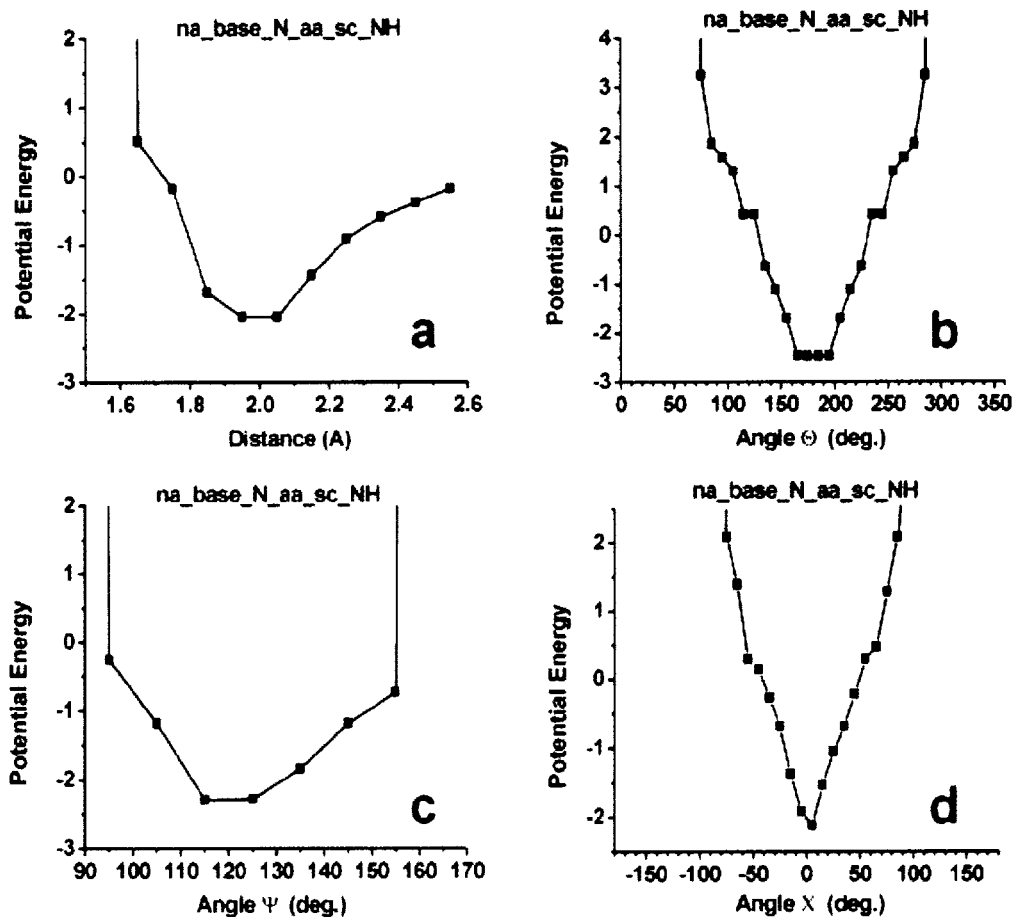 na_base_N_aa_sc_NH
2
1
0
-1
-2
-3
Potential Energy
1.6 1.8 2.0 2.2 2.4 2.6
Distance (A)
a
na_base_N_aa_sc_NH
4
3
2
1
0
-1
-2
-3
Potential Energy
0 50 100 150 200 250 300 350
Angle Θ (deg.)
b
na_base_N_aa_sc_NH
2
1
0
-1
-2
-3
Potential Energy
90 100 110 120 130 140 150 160 170
Angle Ψ (deg.)
c
na_base_N_aa_sc_NH
2
1
0
-1
-2
Potential Energy
-150 -100 -50 0 50 100 150
Angle X (deg.)
d